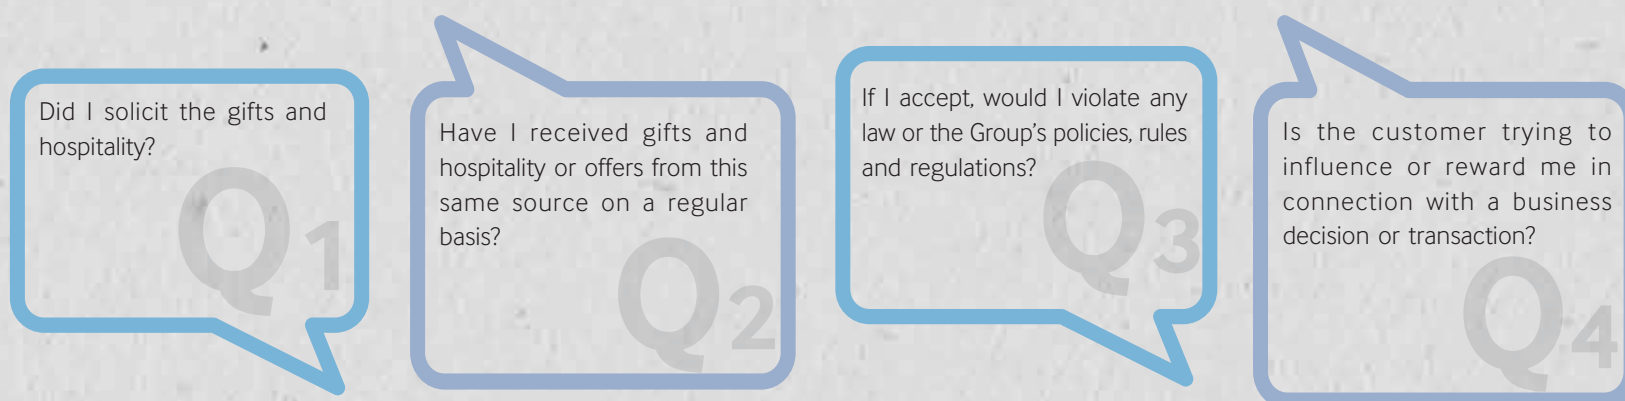 Did I solicit the gifts and
hospitality?
Q1
Have I received gifts and
hospitality or offers from this
same source on a regular
basis?
Q2
If I accept, would I violate any
law or the Group's policies, rules
and regulations?
Q3
Is the customer trying to
influence or reward me in
connection with a business
decision or transaction?
Q4